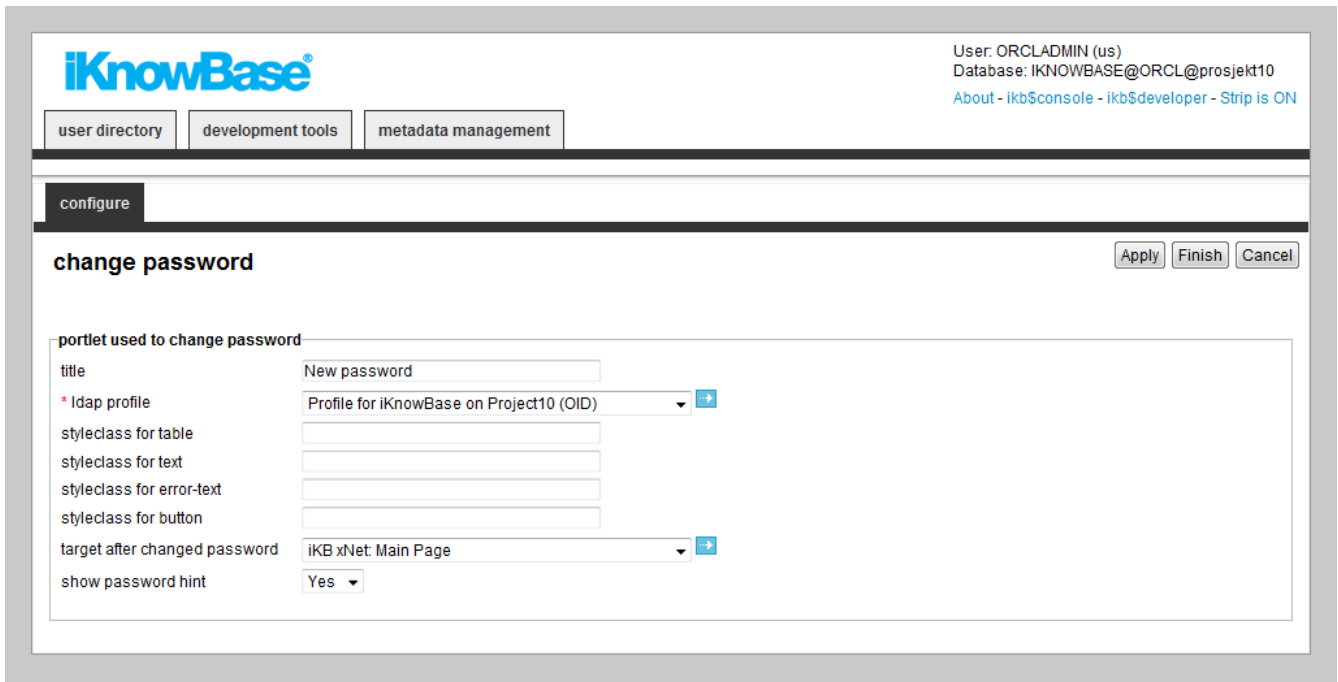 iKnowBase®
User: ORCLADMIN (us)
Database: IKNOWBASE@ORCL@prosjekt10
About - ikb$console - ikb$developer - Strip is ON
user directory development tools metadata management
configure
change password
Apply Finish Cancel
portlet used to change password
title New password
* ldap profile Profile for iKnowBase on Project10 (OID)
styleclass for table
styleclass for text
styleclass for error-text
styleclass for button
target after changed password iKB xNet: Main Page
show password hint Yes